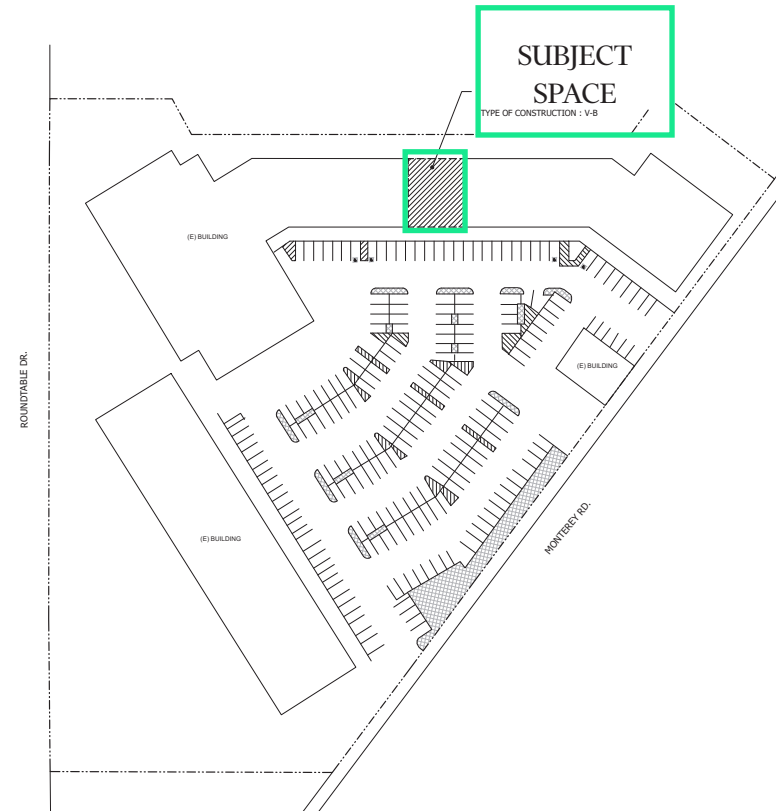 SUBJECT
SPACE
TYPE OF CONSTRUCTION : V-B
(E) BUILDING
(E) BUILDING
ROUNDTABLE DR.
MONTEREY RD.
(E) BUILDING